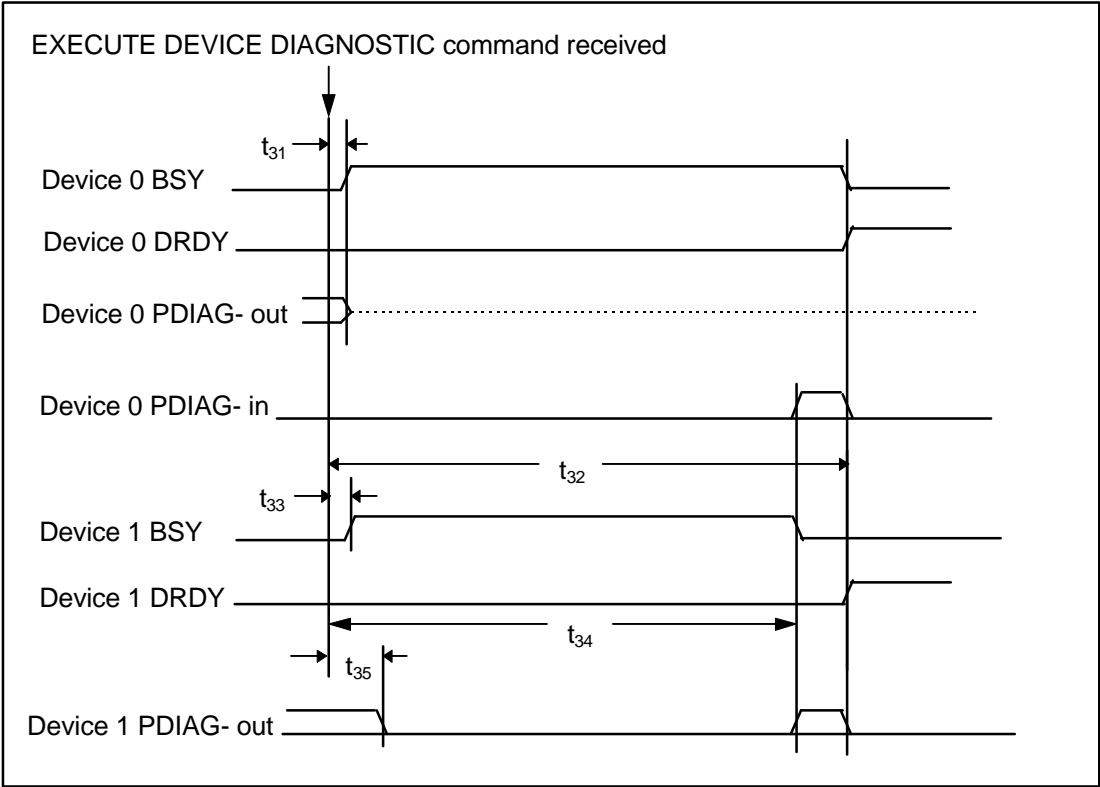 EXECUTE DEVICE DIAGNOSTIC command received
t31
Device 0 BSY
Device 0 DRDY
Device 0 PDIAG- out
Device 0 PDIAG- in
t32
t33
Device 1 BSY
Device 1 DRDY
t34
t35
Device 1 PDIAG- out